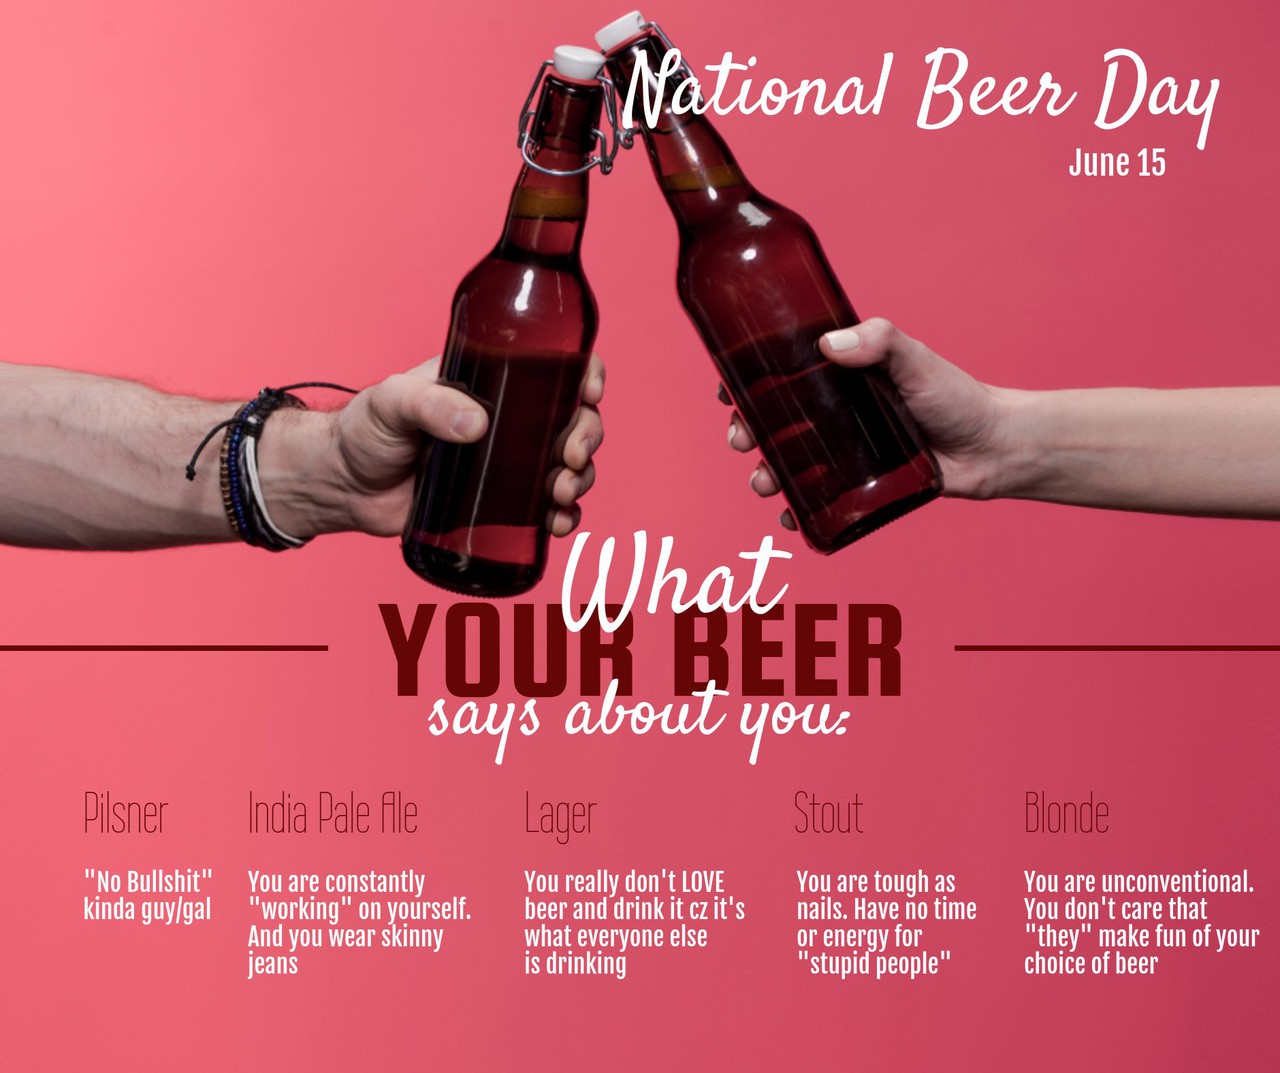 National Beer Day
June 15
What
YOUR BEER
says about you:
Pilsner
"No Bullshit"
kinda guy/gal
India Pale Ale
You are constantly
"working" on yourself.
And you wear skinny
jeans
Lager
You really don't LOVE
beer and drink it cz it's
what everyone else
is drinking
Stout
You are tough as
nails. Have no time
or energy for
"stupid people"
Blonde
You are unconventional.
You don't care that
"they" make fun of your
choice of beer